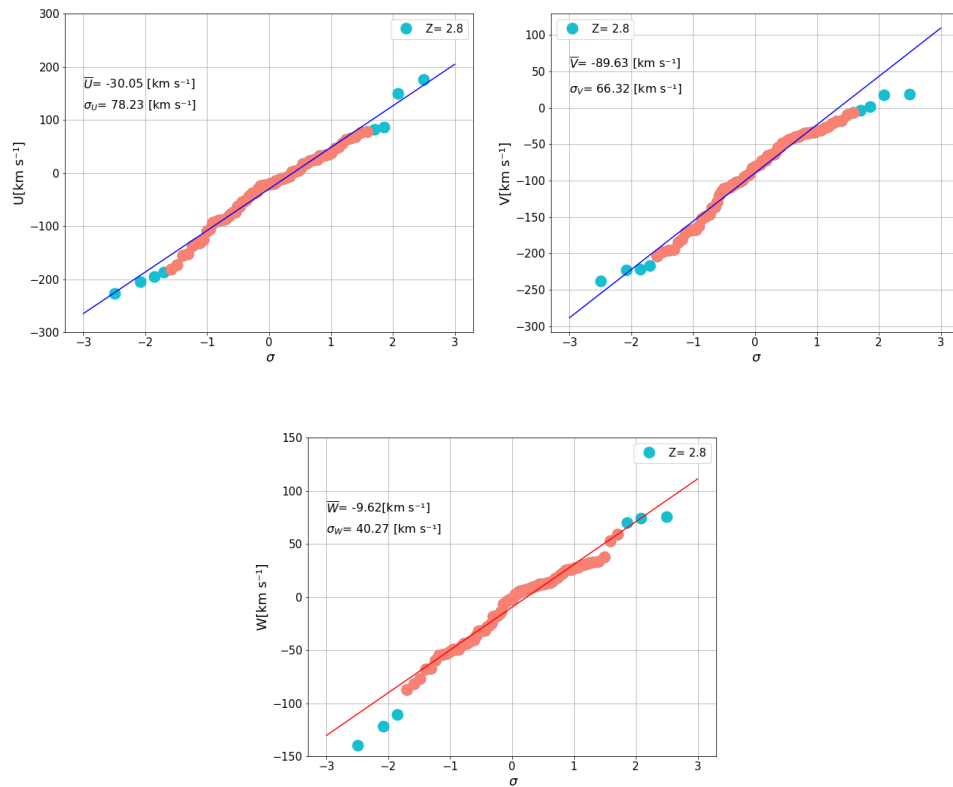 Z= 2.8
U̅= -30.05 [km s⁻¹]
σ_U= 78.23 [km s⁻¹]
U[km s⁻¹]
300
200
100
0
−100
−200
−300
−3 −2 −1 0 1 2 3
σ
Z= 2.8
V̅= -89.63 [km s⁻¹]
σ_V= 66.32 [km s⁻¹]
V[km s⁻¹]
100
50
0
−50
−100
−150
−200
−250
−300
−3 −2 −1 0 1 2 3
σ
Z= 2.8
W̅= -9.62[km s⁻¹]
σ_W= 40.27 [km s⁻¹]
W[km s⁻¹]
150
100
50
0
−50
−100
−150
−3 −2 −1 0 1 2 3
σ